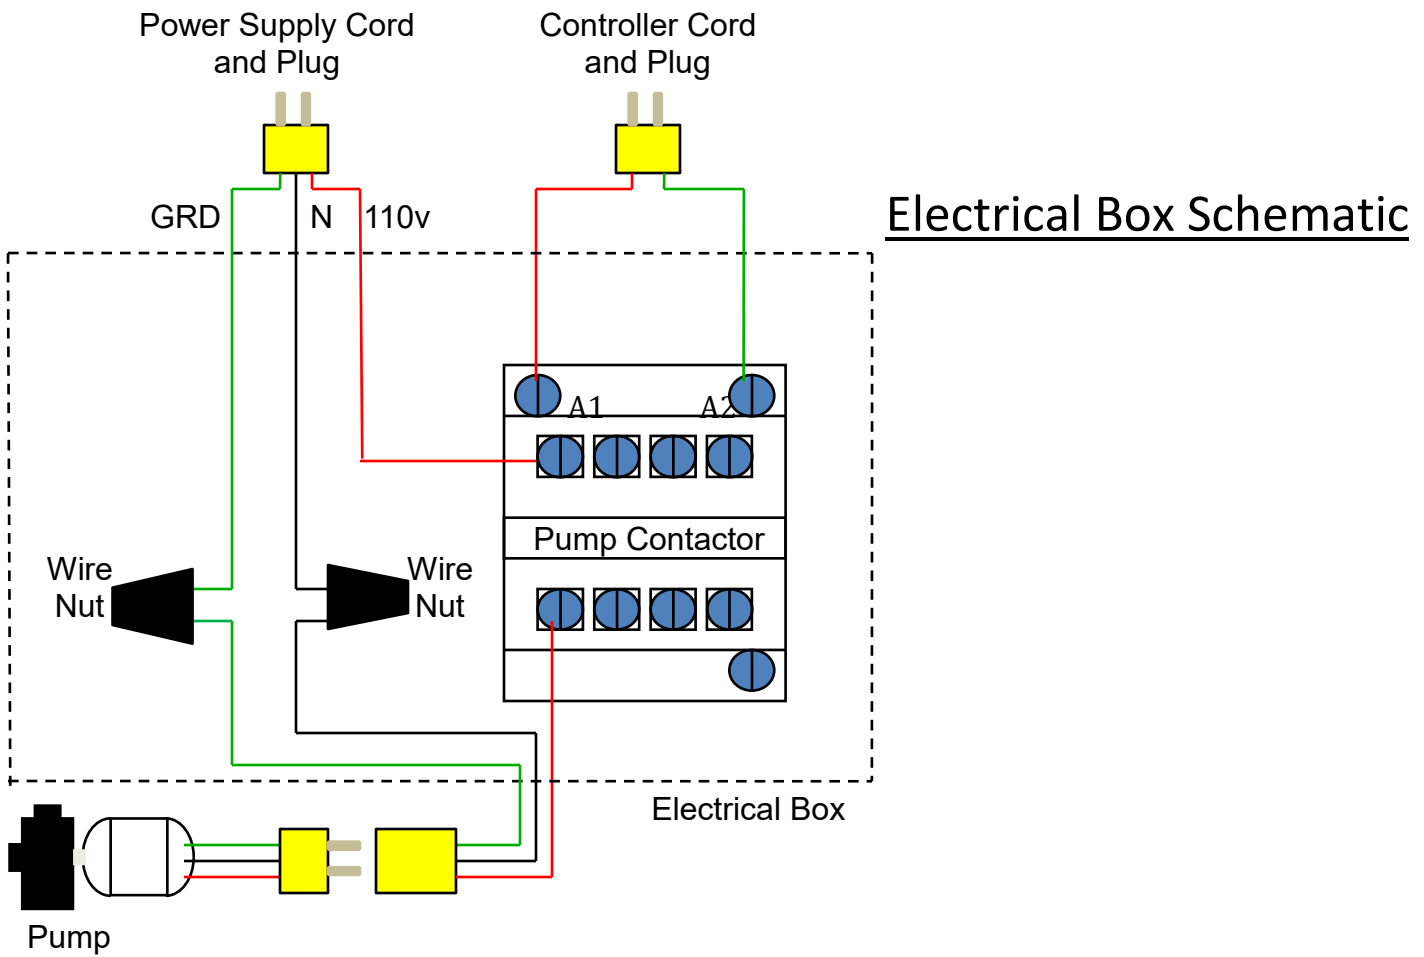 Power Supply Cord
and Plug
Controller Cord
and Plug
GRD
N
110v
Electrical Box Schematic
A1
A2
Pump Contactor
Wire
Nut
Wire
Nut
Electrical Box
Pump